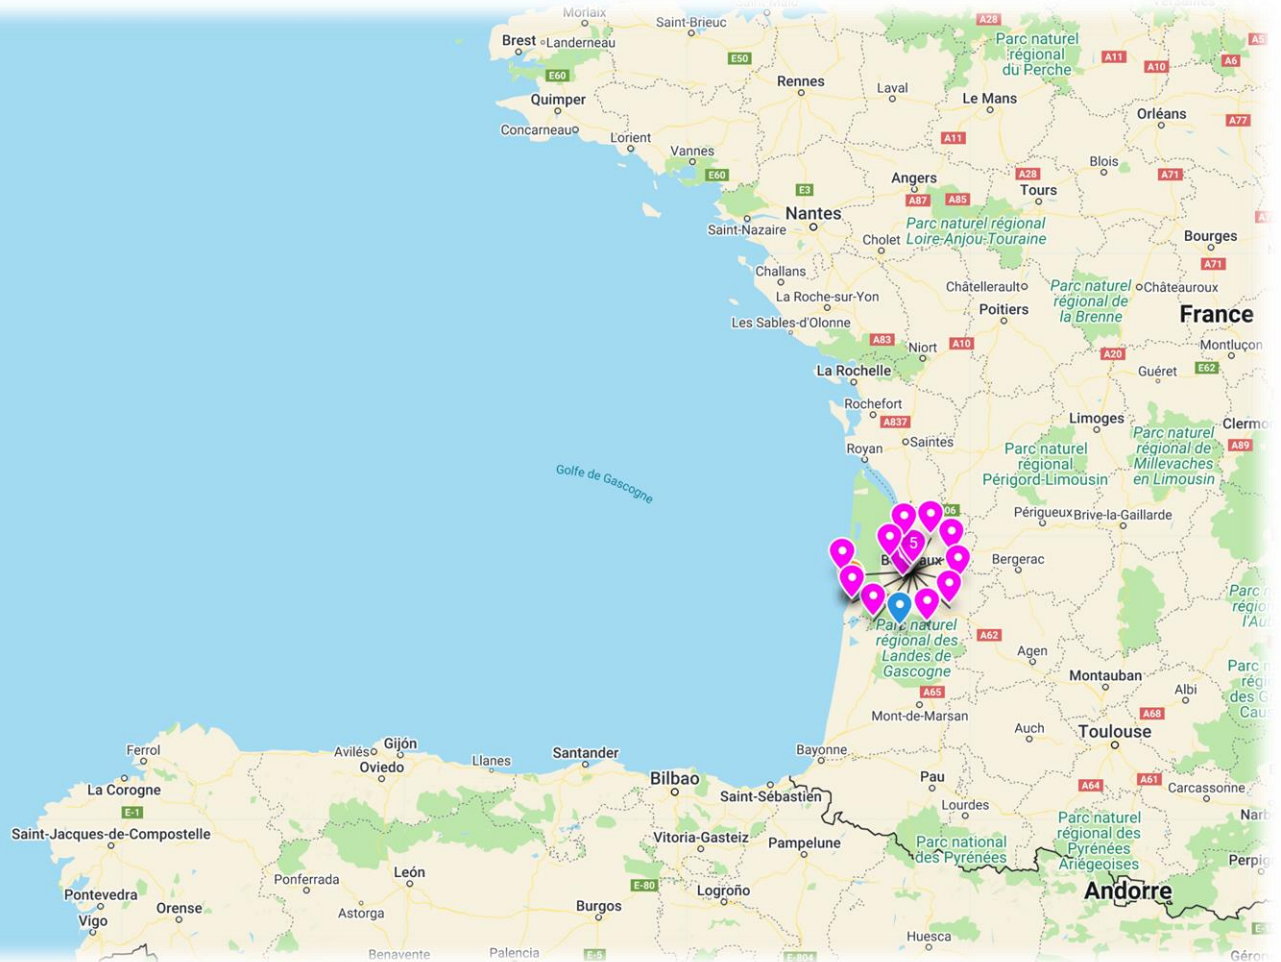 Morlaix
Saint-Brieuc
A28
Brest
Landerneau
Parc naturel
régional
du Perche
A11
A10
A6
E50
E60
Rennes
Laval
Le Mans
Quimper
Orléans
A77
Concarneau
Lorient
A11
Vannes
Blois
E60
Angers
A28
A71
E3
Tours
A87
A85
Nantes
Saint-Nazaire
Parc naturel régional
Loire-Anjou-Touraine
Cholet
Bourges
A71
Challans
Châtellerault
Parc naturel
régional de
la Brenne
Châteauroux
La Roche-sur-Yon
Poitiers
France
Les Sables-d'Olonne
A83
Niort
A10
A20
Montluçon
La Rochelle
Guéret
E62
Rochefort
A837
Limoges
Royan
Saintes
Parc naturel
régional
Périgord-Limousin
Parc naturel
régional de
Millevaches
en Limousin
A89
Golfe de Gascogne
Périgueux
Brive-la-Gaillarde
5
Bergerac
Parc naturel
régional des
Landes de
Gascogne
A62
Agen
Montauban
Albi
A65
Mont-de-Marsan
A68
Auch
Toulouse
Ferrol
Avilés
Gijón
Oviedo
Llanes
Santander
Bayonne
La Corogne
Bilbao
Saint-Sébastien
Pau
A64
A61
Carcassonne
E-1
Lourdes
Saint-Jacques-de-Compostelle
Vitoria-Gasteiz
Pampelune
Parc national
des Pyrénées
Parc naturel
régional des
Pyrénées
Ariégeoises
Ponferrada
León
E-80
Logroño
Andorre
Pontevedra
Vigo
Orense
Astorga
Burgos
Huesca
Benavente
Palencia
E-5
E-804